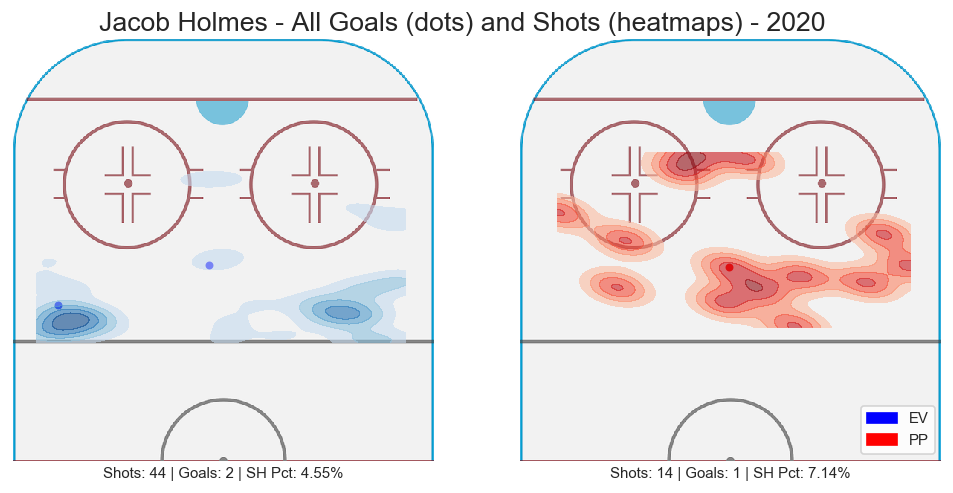 Jacob Holmes - All Goals (dots) and Shots (heatmaps) - 2020
EV
PP
Shots: 44 | Goals: 2 | SH Pct: 4.55%
Shots: 14 | Goals: 1 | SH Pct: 7.14%